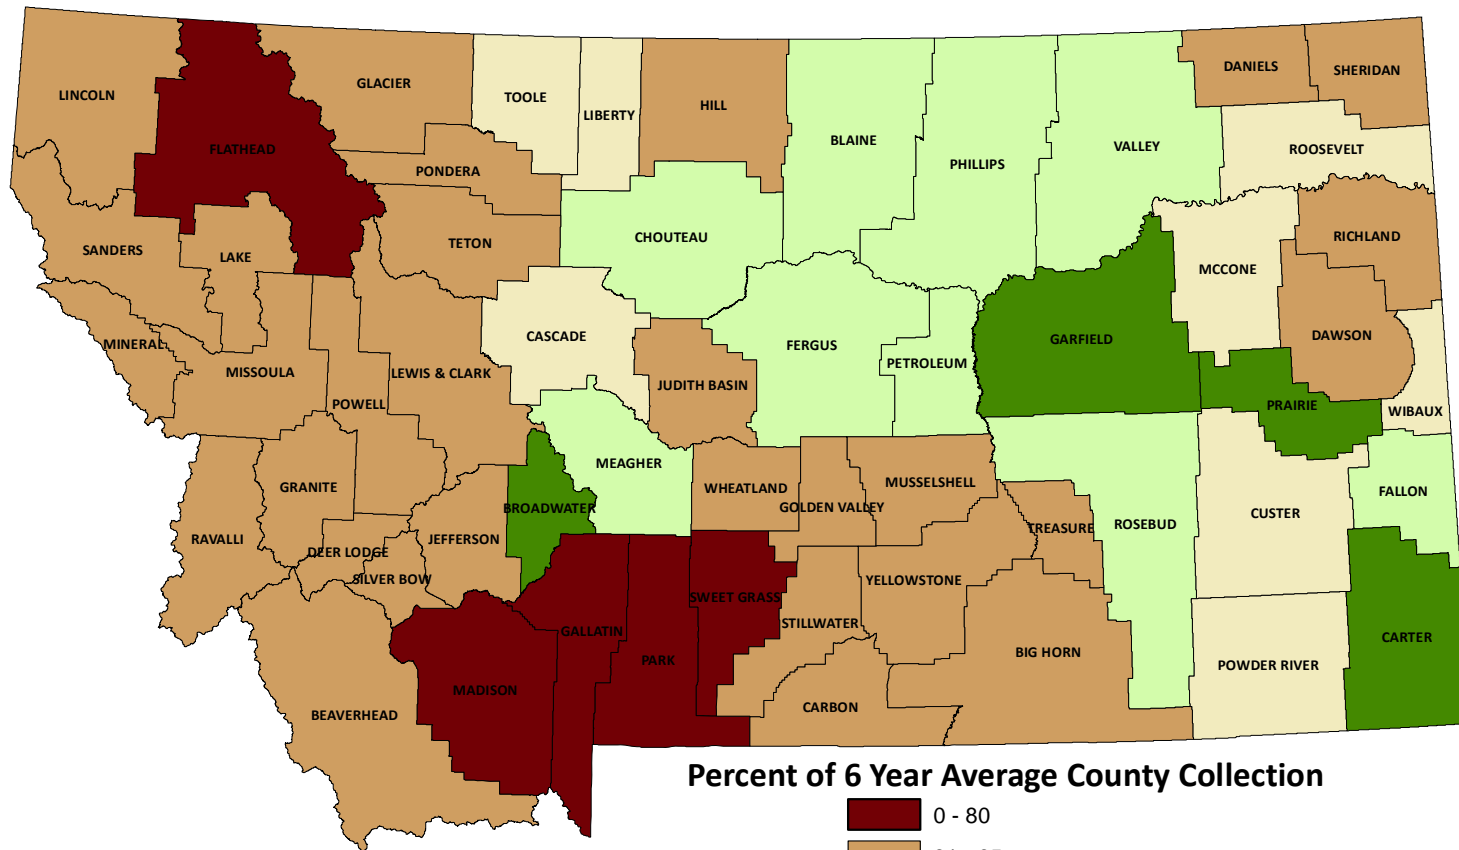 LINCOLN
FLATHEAD
GLACIER
TOOLE
LIBERTY
HILL
BLAINE
PHILLIPS
VALLEY
DANIELS
SHERIDAN
ROOSEVELT
PONDERA
CHOUTEAU
TETON
SANDERS
LAKE
MCCONE
RICHLAND
CASCADE
FERGUS
PETROLEUM
GARFIELD
DAWSON
MINERAL
MISSOULA
LEWIS & CLARK
POWELL
JUDITH BASIN
PRAIRIE
WIBAUX
MEAGHER
WHEATLAND
GOLDEN VALLEY
MUSSELSHELL
GRANITE
BROADWATER
FALLON
RAVALLI
DEER LODGE
JEFFERSON
TREASURE
ROSEBUD
CUSTER
SILVER BOW
YELLOWSTONE
SWEET GRASS
GALLATIN
STILLWATER
CARTER
PARK
BIG HORN
POWDER RIVER
MADISON
BEAVERHEAD
CARBON
Percent of 6 Year Average County Collection
0 - 80